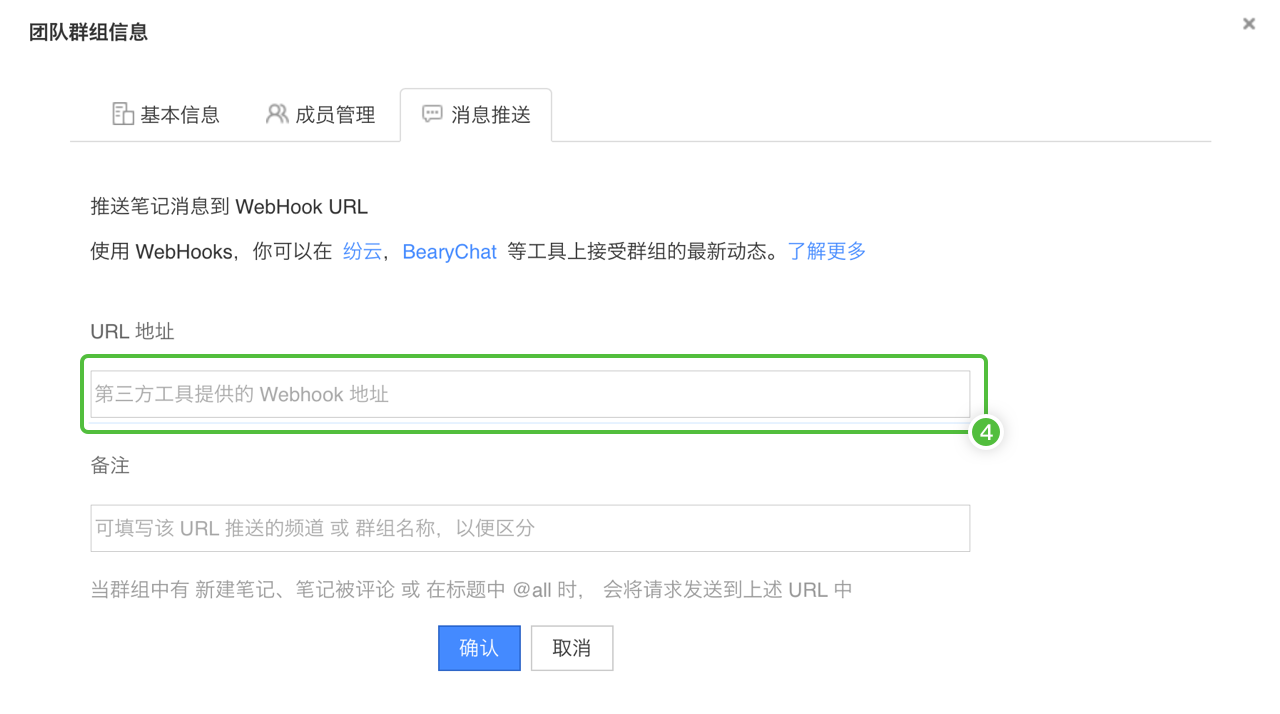 团队群组信息
基本信息
成员管理
消息推送
推送笔记消息到 WebHook URL
使用 WebHooks，你可以在 纷云，BearyChat 等工具上接受群组的最新动态。了解更多
URL 地址
第三方工具提供的 Webhook 地址
4
备注
可填写该 URL 推送的频道 或 群组名称，以便区分
当群组中有 新建笔记、笔记被评论 或 在标题中 @all 时， 会将请求发送到上述 URL 中
确认
取消